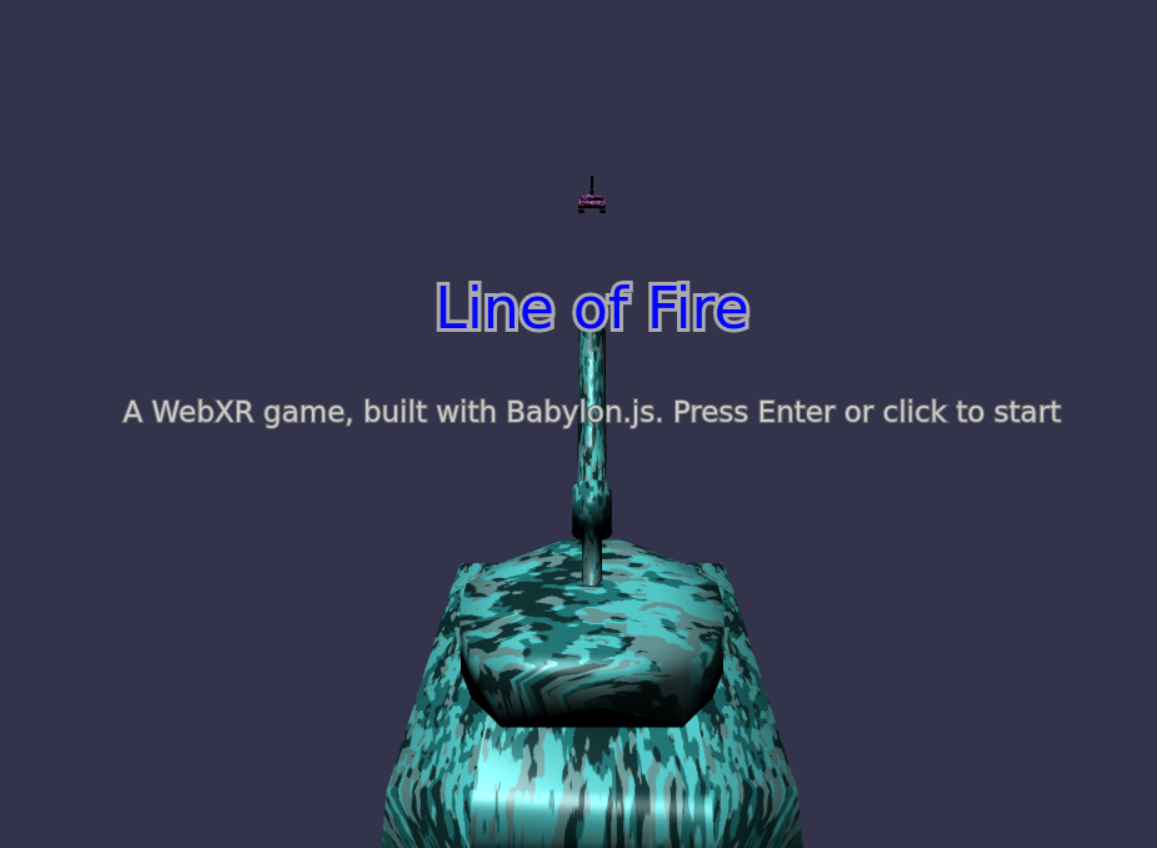 Line of Fire
A WebXR game, built with Babylon.js. Press Enter or click to start